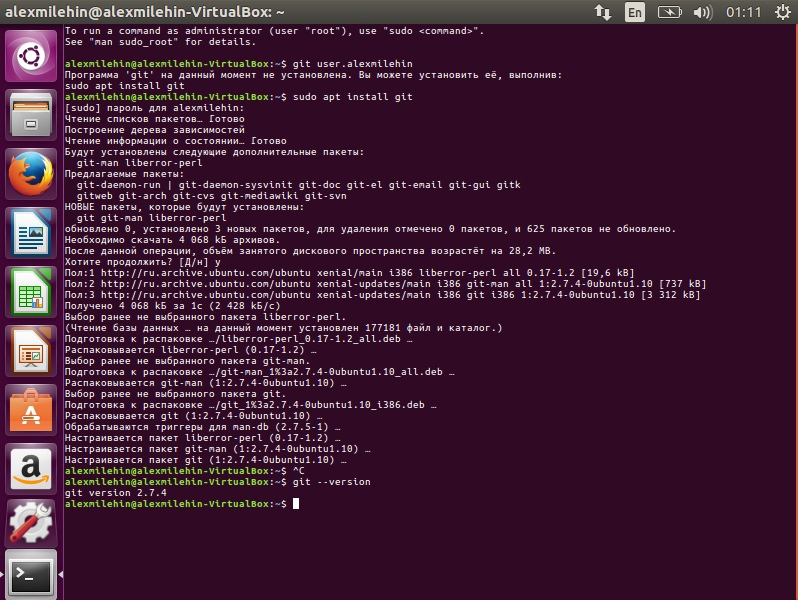 alexmilehin@alexmilehin-VirtualBox: ~
En
01:11
To run a command as administrator (user "root"), use "sudo <command>".
See "man sudo_root" for details.
alexmilehin@alexmilehin-VirtualBox:~$ git user.alexmilehin
Программа 'git' на данный момент не установлена. Вы можете установить её, выполнив:
sudo apt install git
alexmilehin@alexmilehin-VirtualBox:~$ sudo apt install git
[sudo] пароль для alexmilehin:
Чтение списков пакетов… Готово
Построение дерева зависимостей
Чтение информации о состоянии… Готово
Будут установлены следующие дополнительные пакеты:
  git-man liberror-perl
Предлагаемые пакеты:
  git-daemon-run | git-daemon-sysvinit git-doc git-el git-email git-gui gitk
  gitweb git-arch git-cvs git-mediawiki git-svn
НОВЫЕ пакеты, которые будут установлены:
  git git-man liberror-perl
обновлено 0, установлено 3 новых пакетов, для удаления отмечено 0 пакетов, и 625 пакетов не обновлено.
Необходимо скачать 4 068 kБ архивов.
После данной операции, объём занятого дискового пространства возрастёт на 28,2 MB.
Хотите продолжить? [Д/н] y
Пол:1 http://ru.archive.ubuntu.com/ubuntu xenial/main i386 liberror-perl all 0.17-1.2 [19,6 kB]
Пол:2 http://ru.archive.ubuntu.com/ubuntu xenial-updates/main i386 git-man all 1:2.7.4-0ubuntu1.10 [737 kB]
Пол:3 http://ru.archive.ubuntu.com/ubuntu xenial-updates/main i386 git i386 1:2.7.4-0ubuntu1.10 [3 312 kB]
Получено 4 068 kБ за 1с (2 428 kБ/c)
Выбор ранее не выбранного пакета liberror-perl.
(Чтение базы данных … на данный момент установлен 177181 файл и каталог.)
Подготовка к распаковке …/liberror-perl_0.17-1.2_all.deb …
Распаковывается liberror-perl (0.17-1.2) …
Выбор ранее не выбранного пакета git-man.
Подготовка к распаковке …/git-man_1%3a2.7.4-0ubuntu1.10_all.deb …
Распаковывается git-man (1:2.7.4-0ubuntu1.10) …
Выбор ранее не выбранного пакета git.
Подготовка к распаковке …/git_1%3a2.7.4-0ubuntu1.10_i386.deb …
Распаковывается git (1:2.7.4-0ubuntu1.10) …
Обрабатываются триггеры для man-db (2.7.5-1) …
Настраивается пакет liberror-perl (0.17-1.2) …
Настраивается пакет git-man (1:2.7.4-0ubuntu1.10) …
Настраивается пакет git (1:2.7.4-0ubuntu1.10) …
alexmilehin@alexmilehin-VirtualBox:~$ ^C
alexmilehin@alexmilehin-VirtualBox:~$ git --version
git version 2.7.4
alexmilehin@alexmilehin-VirtualBox:~$